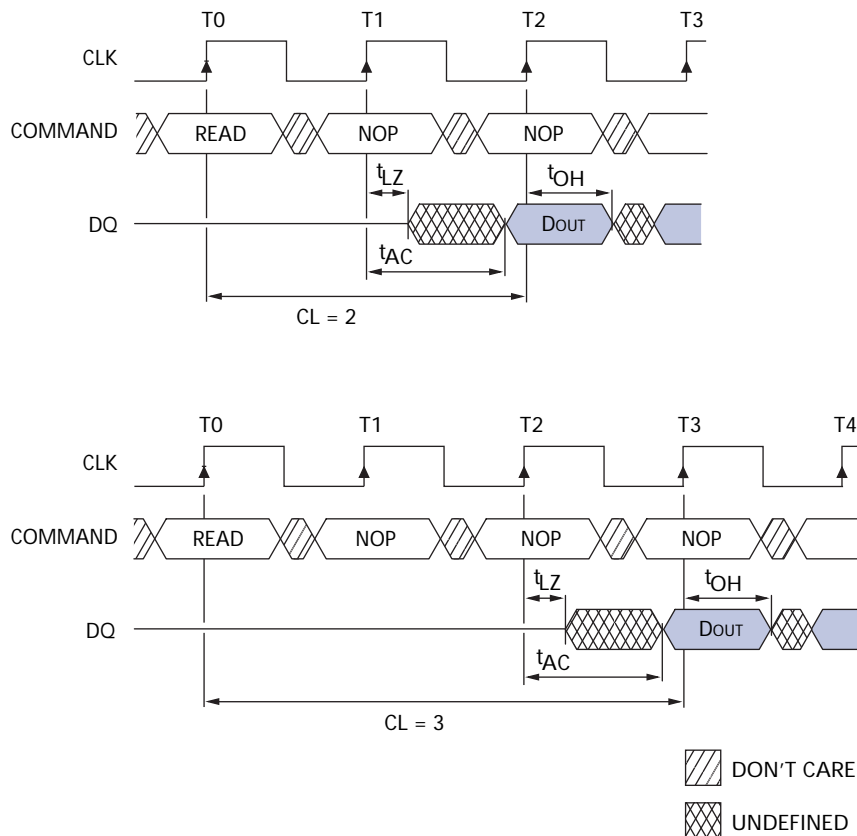 T0 T1 T2 T3
CLK
COMMAND READ NOP NOP
tLZ tOH
DQ DOUT
tAC
CL = 2
T0 T1 T2 T3 T4
CLK
COMMAND READ NOP NOP NOP
tLZ tOH
DQ DOUT
tAC
CL = 3
DON'T CARE
UNDEFINED